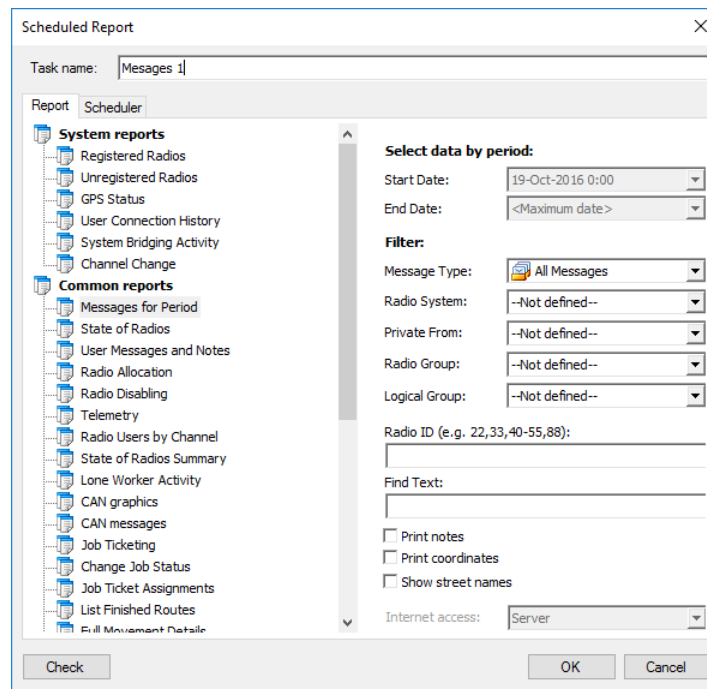 Scheduled Report
Task name: Mesages 1
Report Scheduler
System reports
Registered Radios
Unregistered Radios
GPS Status
User Connection History
System Bridging Activity
Channel Change
Common reports
Messages for Period
State of Radios
User Messages and Notes
Radio Allocation
Radio Disabling
Telemetry
Radio Users by Channel
State of Radios Summary
Lone Worker Activity
CAN graphics
CAN messages
Job Ticketing
Change Job Status
Job Ticket Assignments
List Finished Routes
Full Movement Details
Select data by period:
Start Date: 19-Oct-2016 0:00
End Date: <Maximum date>
Filter:
Message Type: All Messages
Radio System: --Not defined--
Private From: --Not defined--
Radio Group: --Not defined--
Logical Group: --Not defined--
Radio ID (e.g. 22,33,40-55,88):
Find Text:
Print notes
Print coordinates
Show street names
Internet access: Server
Check OK Cancel